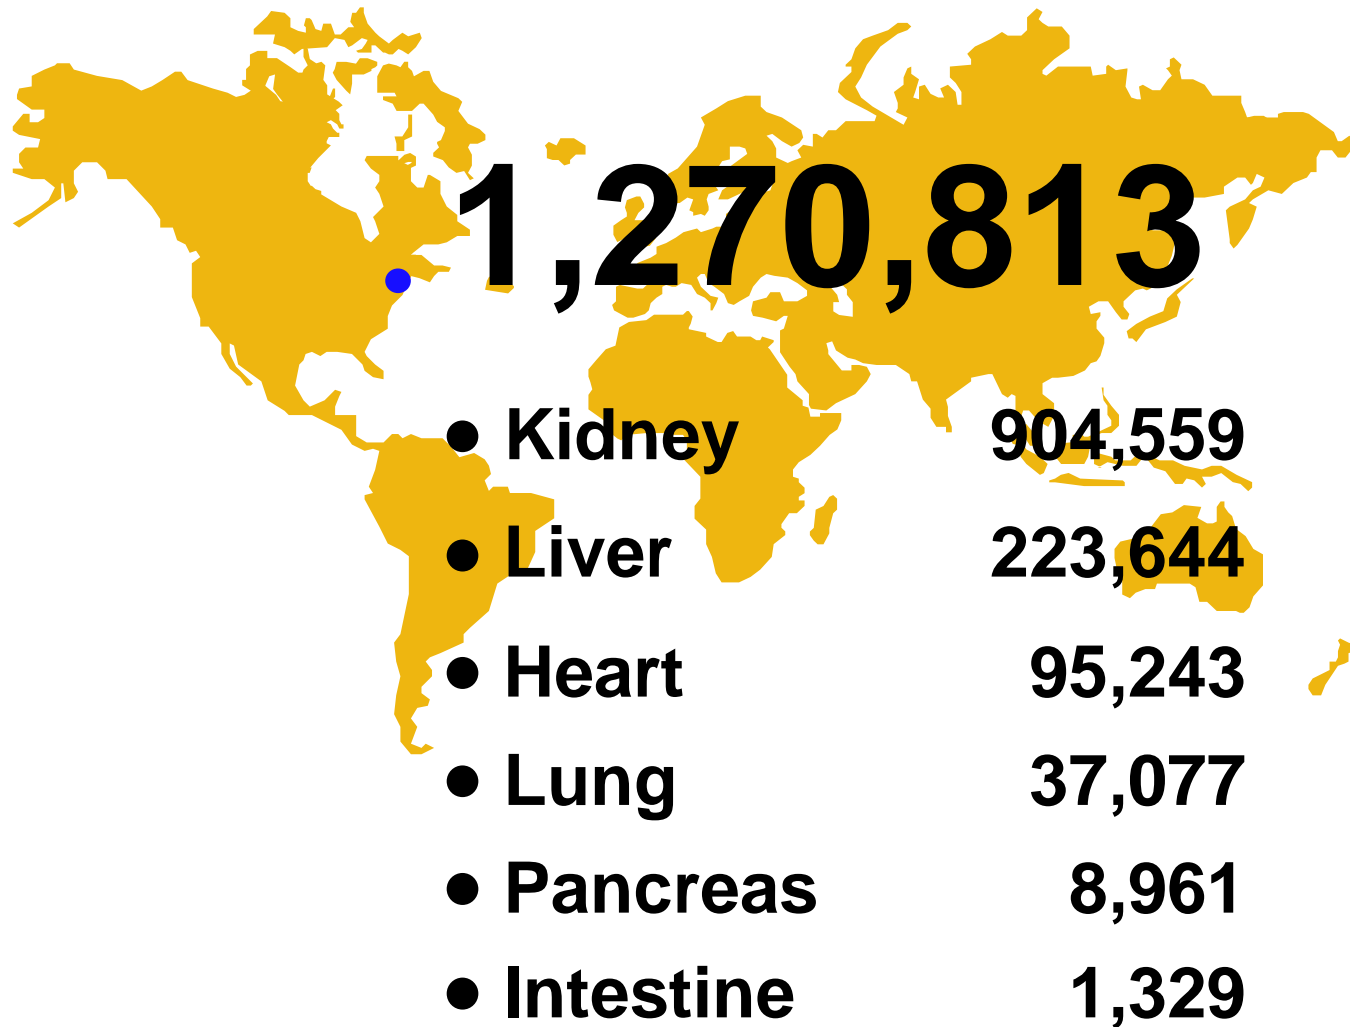 1,270,813
• Kidney 904,559
• Liver 223,644
• Heart 95,243
• Lung 37,077
• Pancreas 8,961
• Intestine 1,329